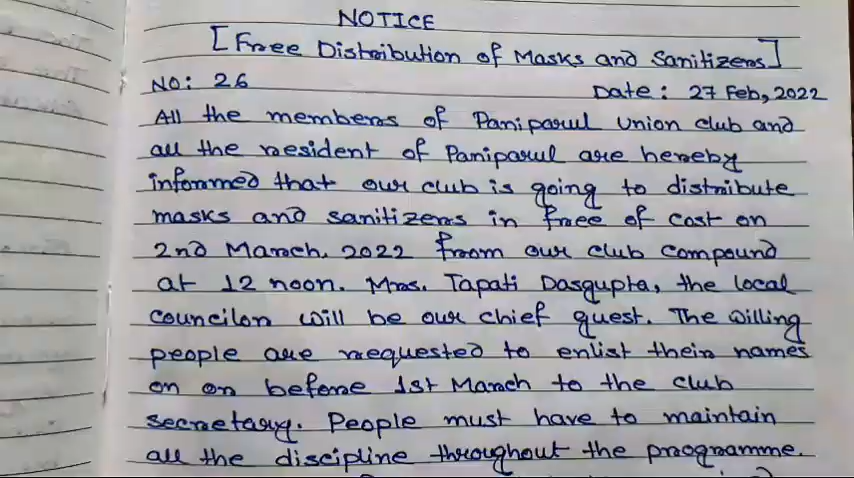 NOTICE
[Free Distribution of Masks and Sanitizers]
NO: 26 Date: 27 Feb, 2022
All the members of Paniparul Union club and
all the resident of Paniparul are hereby
informed that our club is going to distribute
masks and sanitizers in free of cost on
2nd March, 2022 from our club compound
at 12 noon. Mrs. Tapati Dasgupta, the local
councilor will be our chief guest. The willing
people are requested to enlist their names
on or before 1st March to the club
secretary. People must have to maintain
all the discipline throughout the programme.